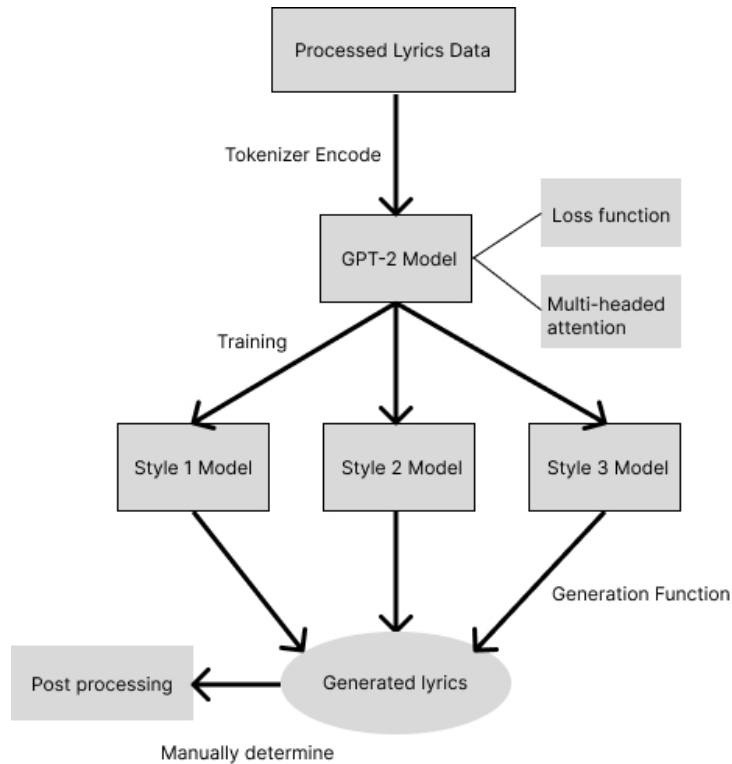 Processed Lyrics Data
Tokenizer Encode
Loss function
GPT-2 Model
Multi-headed
attention
Training
Style 1 Model
Style 2 Model
Style 3 Model
Generation Function
Post processing
Generated lyrics
Manually determine